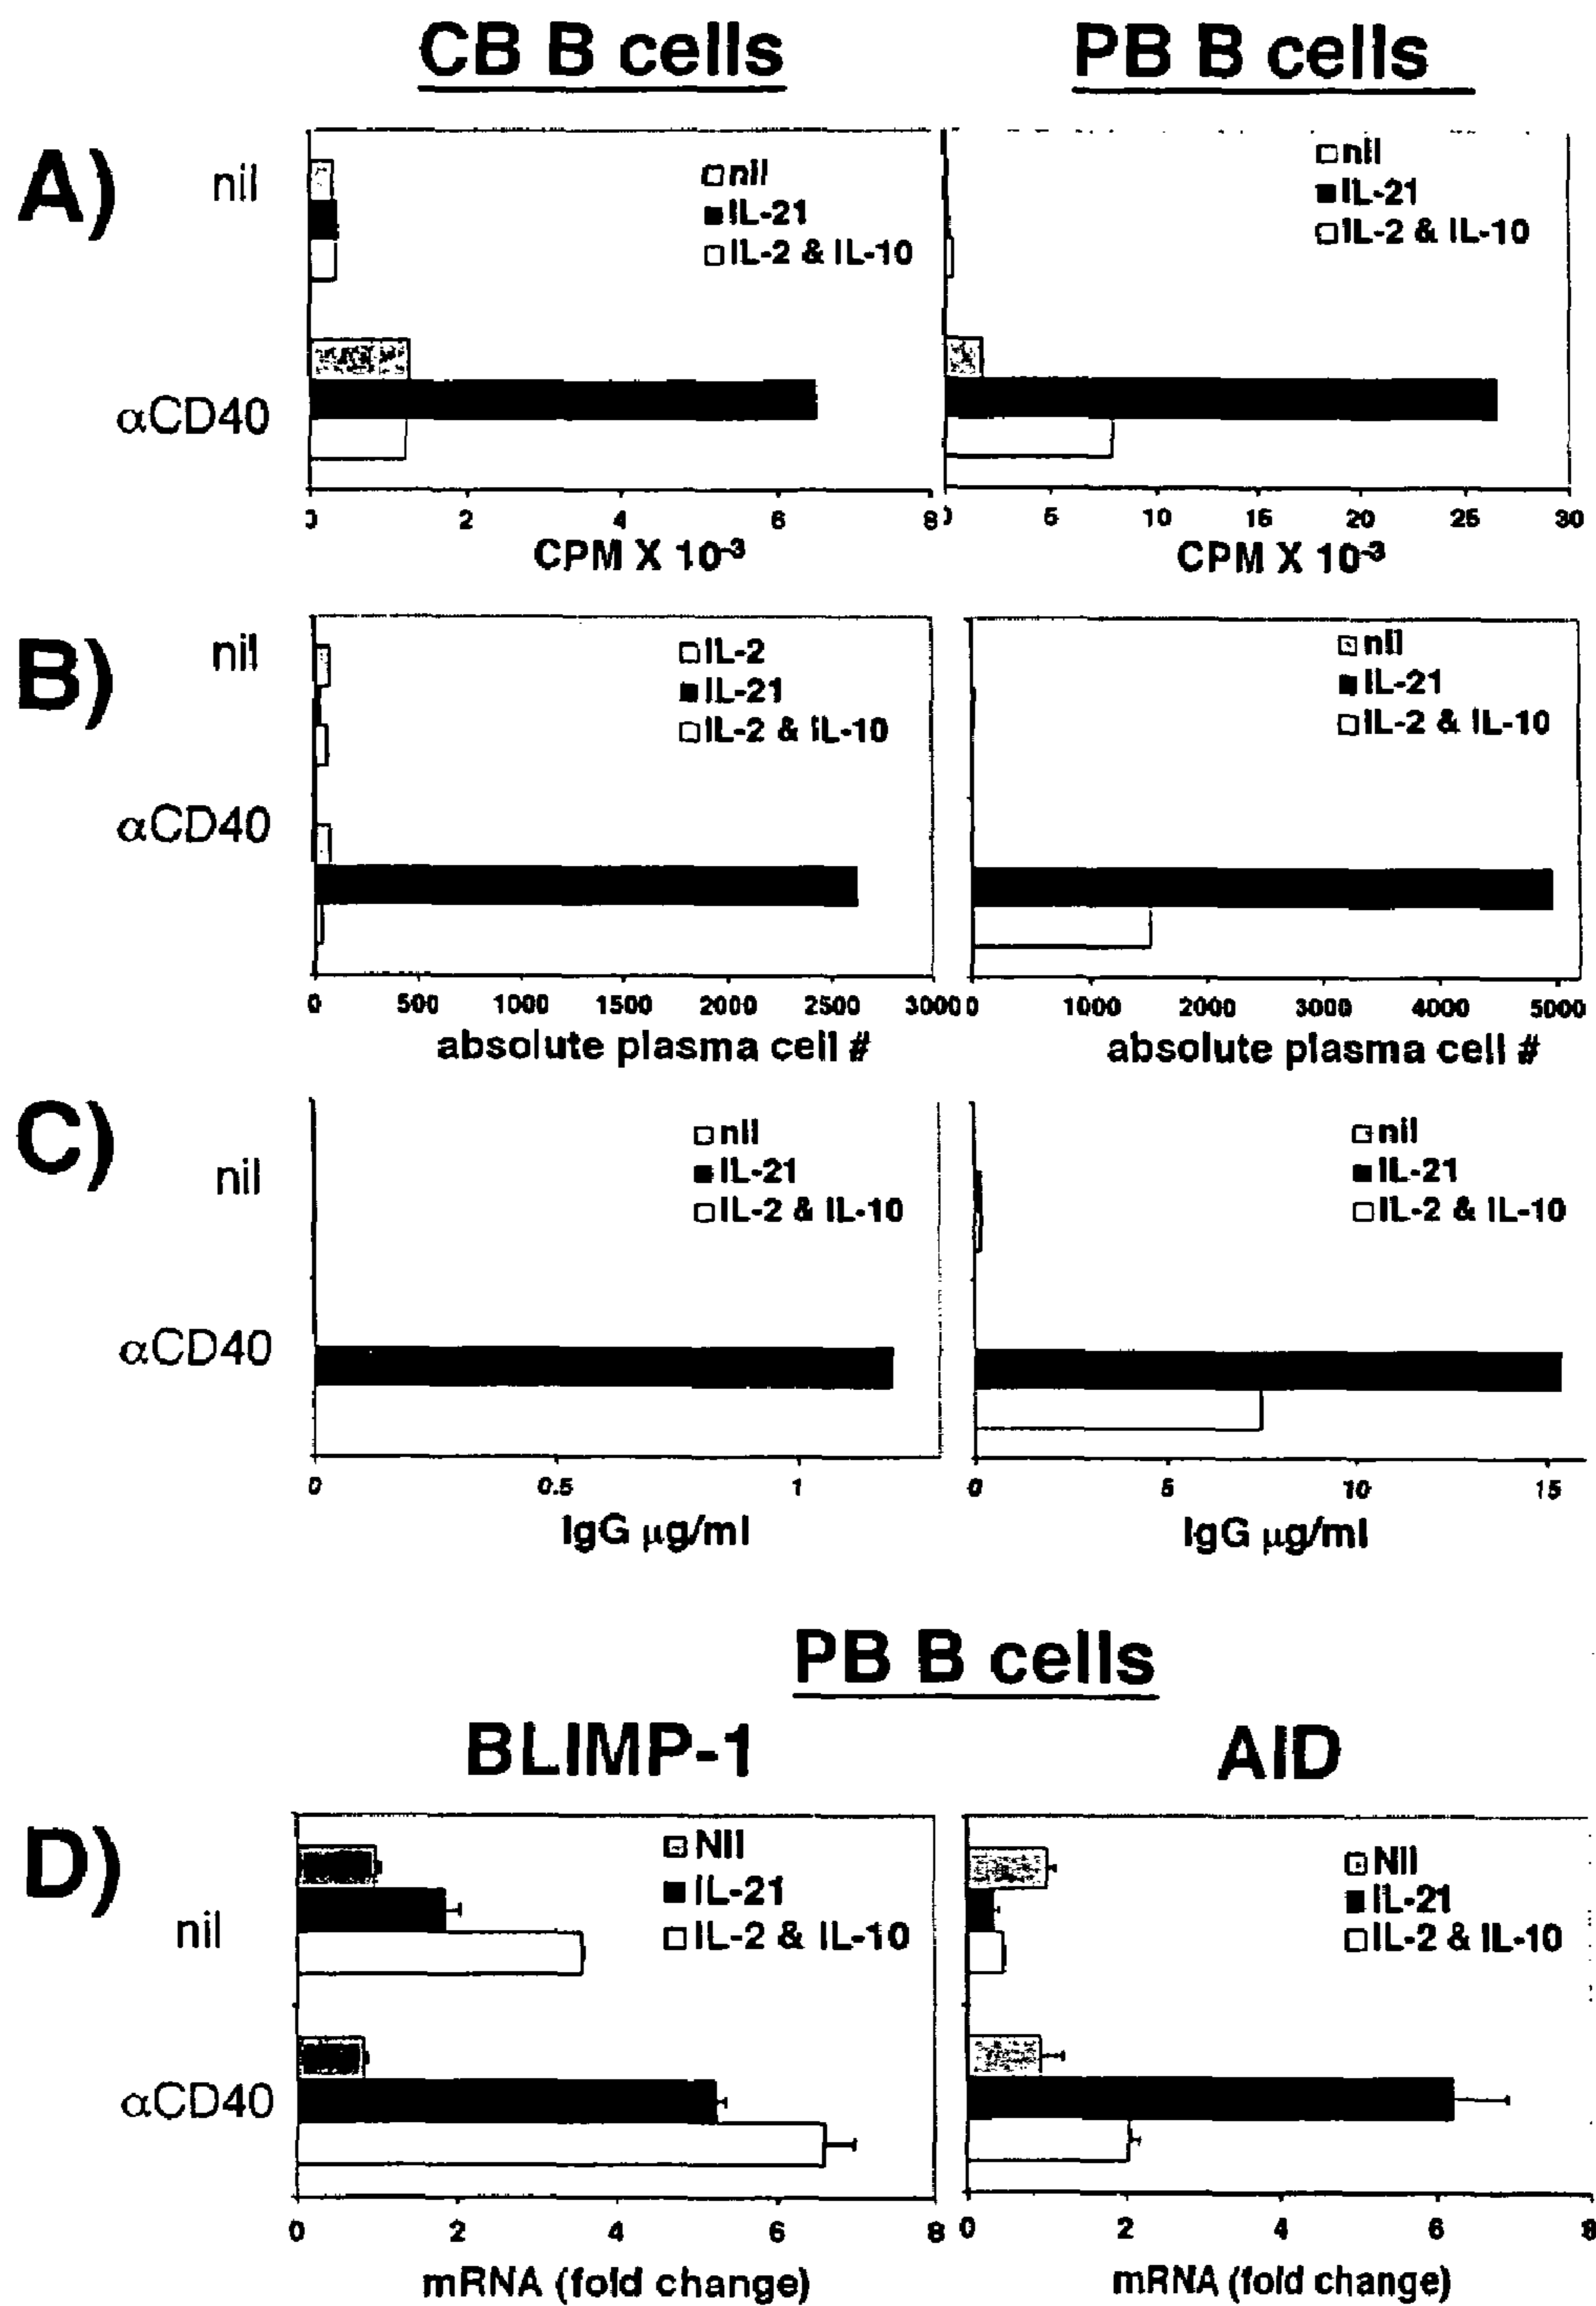 CB B cells
PB B cells
A)
nil
αCD40
nil
IL-21
IL-2 & IL-10
nil
IL-21
IL-2 & IL-10
2 4 6 8
5 10 15 20 25 30
CPM X 10-3
CPM X 10-3
B)
nil
αCD40
IL-2
IL-21
IL-2 & IL-10
nil
IL-21
IL-2 & IL-10
0 500 1000 1500 2000 2500 3000
0 1000 2000 3000 4000 5000
absolute plasma cell #
absolute plasma cell #
C)
nil
αCD40
nil
IL-21
IL-2 & IL-10
nil
IL-21
IL-2 & IL-10
0 0.5 1
0 5 10 15
IgG µg/ml
IgG µg/ml
PB B cells
BLIMP-1
AID
D)
nil
αCD40
Nil
IL-21
IL-2 & IL-10
Nil
IL-21
IL-2 & IL-10
0 2 4 6 8
0 2 4 6 8
mRNA (fold change)
mRNA (fold change)